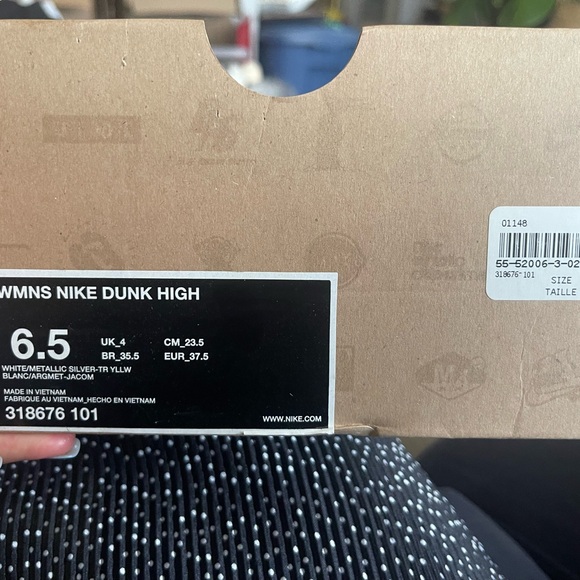 01148
55-52006-3-02
318676*101
SIZE
TAILLE
WMNS NIKE DUNK HIGH
6.5
UK_4
CM_23.5
BR_35.5
EUR_37.5
WHITE/METALLIC SILVER-TR YLLW
BLANC/ARGMET-JACOM
MADE IN VIETNAM
FABRIQUE AU VIETNAM_HECHO EN VIETNAM
318676 101
WWW.NIKE.COM